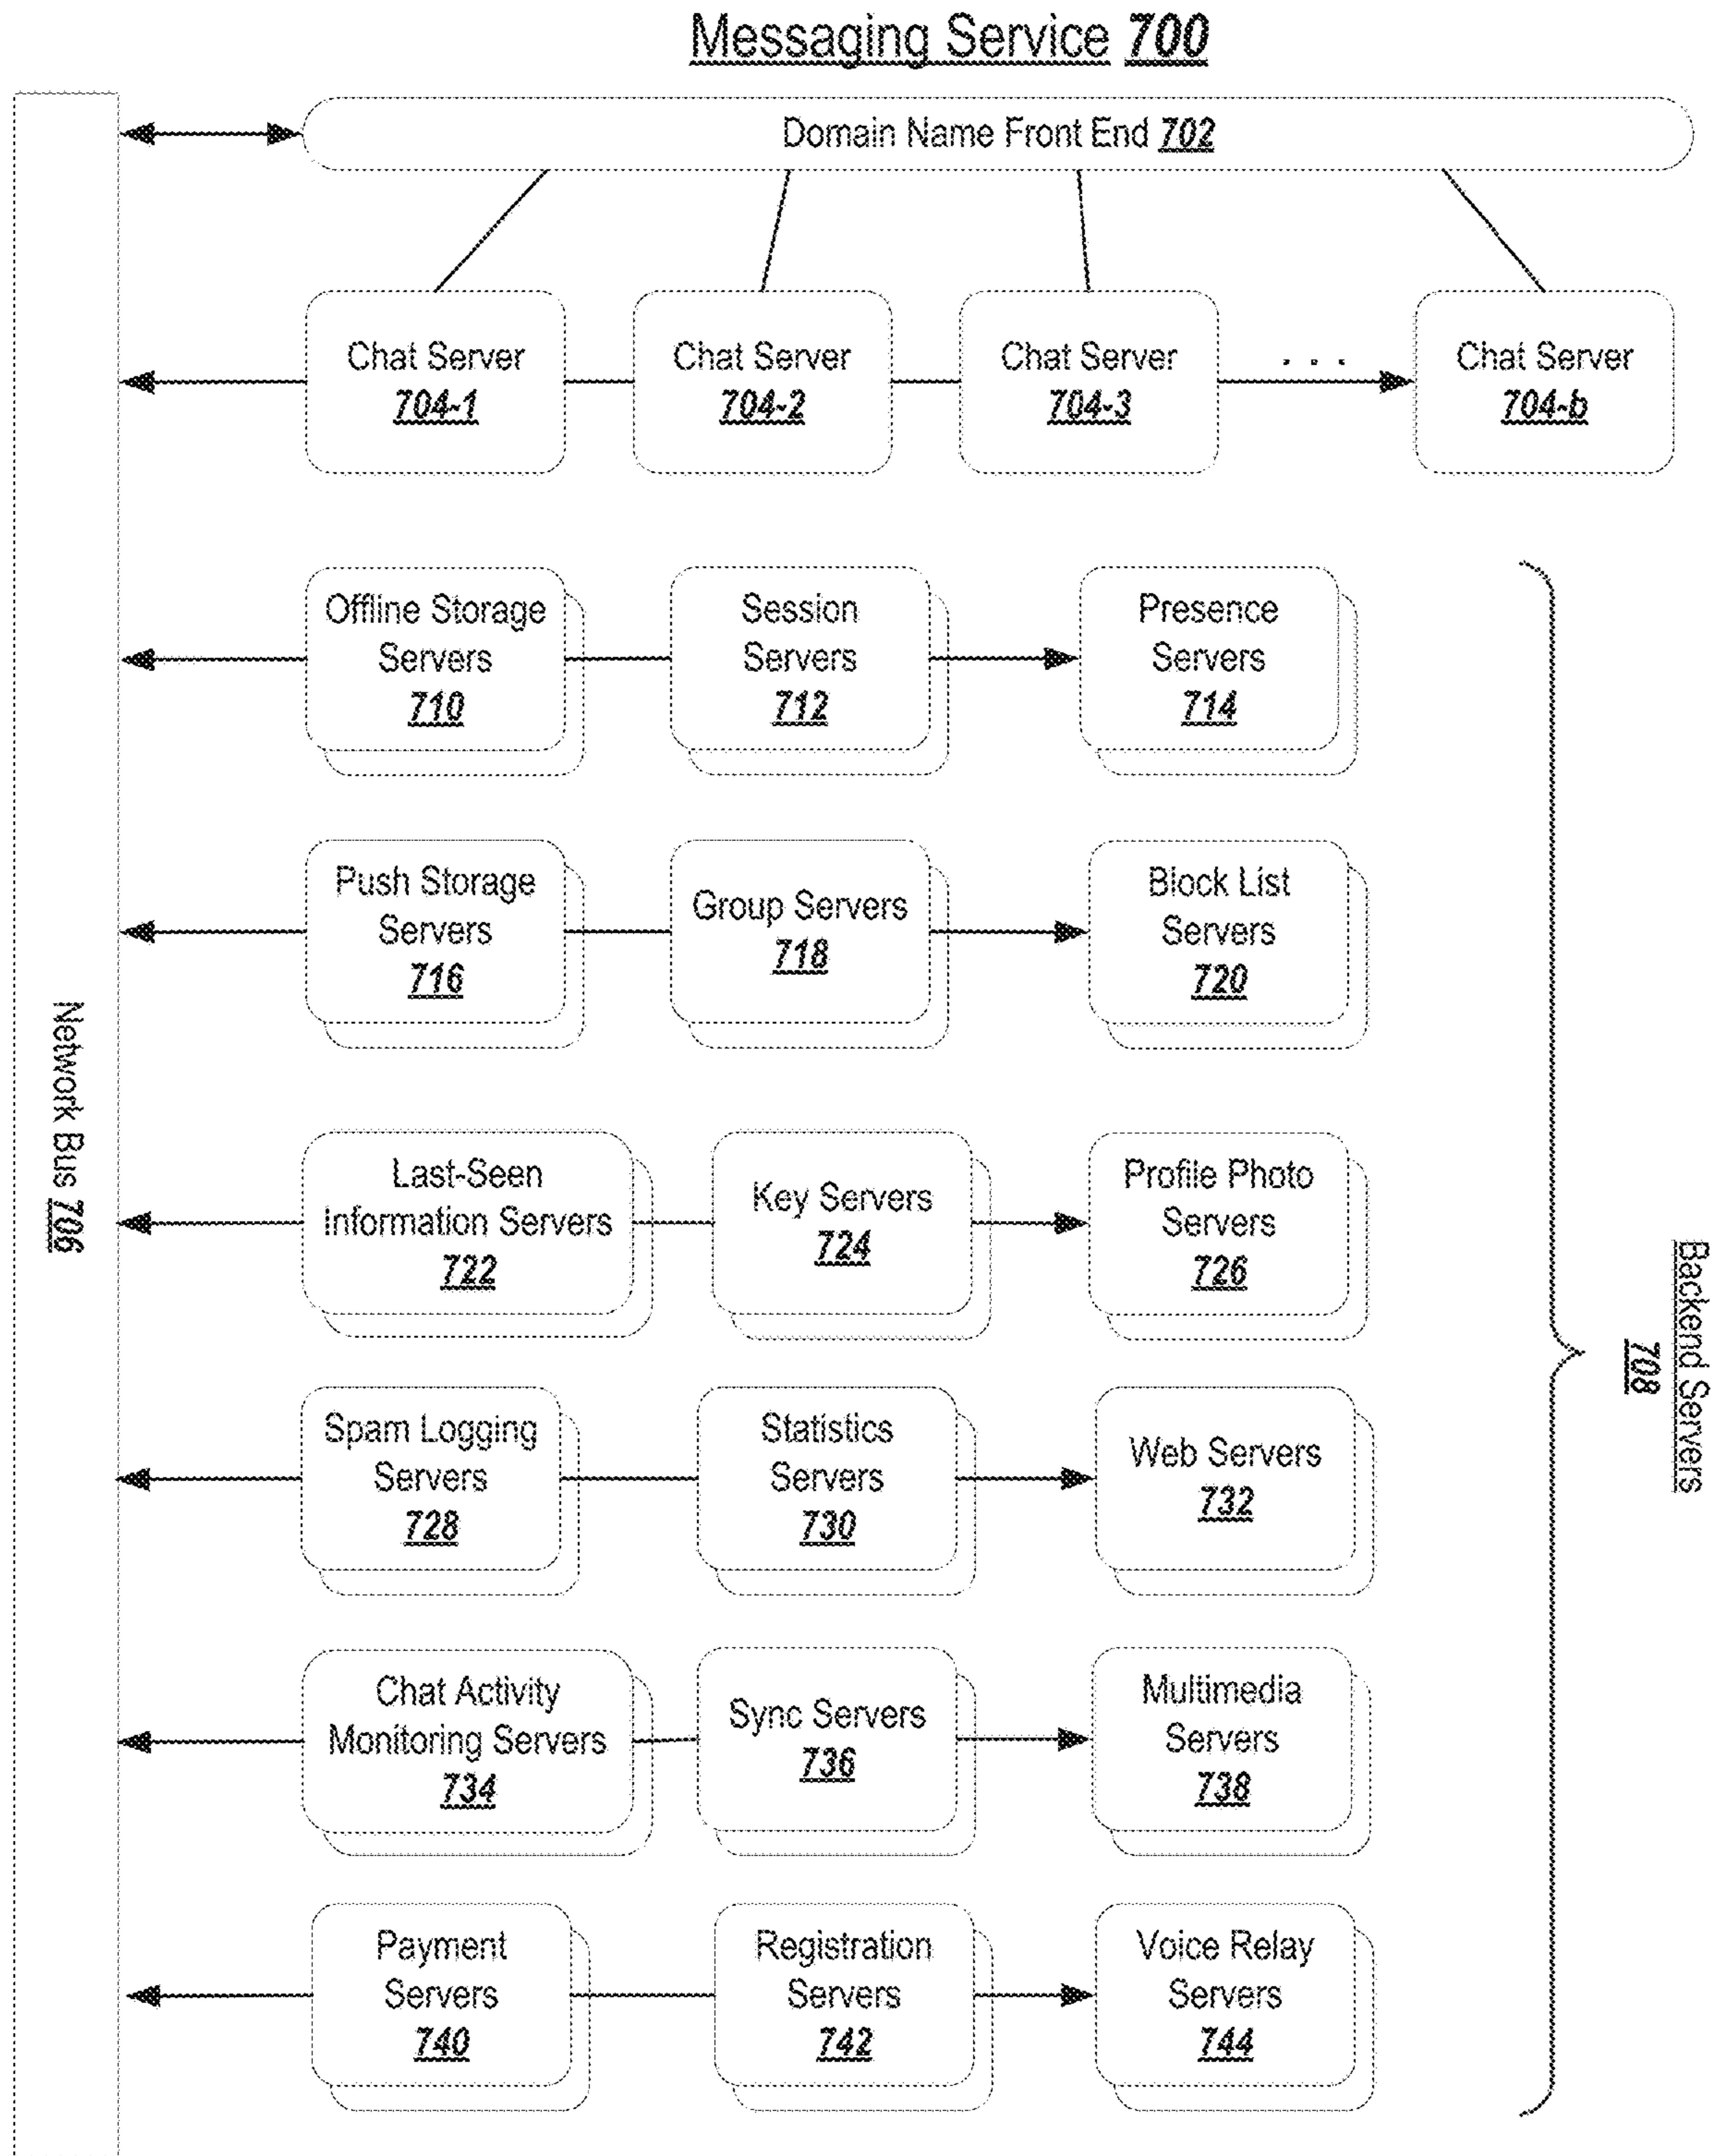 Messaging Service 700
Domain Name Front End 702
Chat Server
704-1
Chat Server
704-2
Chat Server
704-3
. . .
Chat Server
704-b
Offline Storage
Servers
710
Session
Servers
712
Presence
Servers
714
Push Storage
Servers
716
Group Servers
718
Block List
Servers
720
Network Bus 706
Last-Seen
Information Servers
722
Key Servers
724
Profile Photo
Servers
726
Backend Servers
708
Spam Logging
Servers
728
Statistics
Servers
730
Web Servers
732
Chat Activity
Monitoring Servers
734
Sync Servers
736
Multimedia
Servers
738
Payment
Servers
740
Registration
Servers
742
Voice Relay
Servers
744